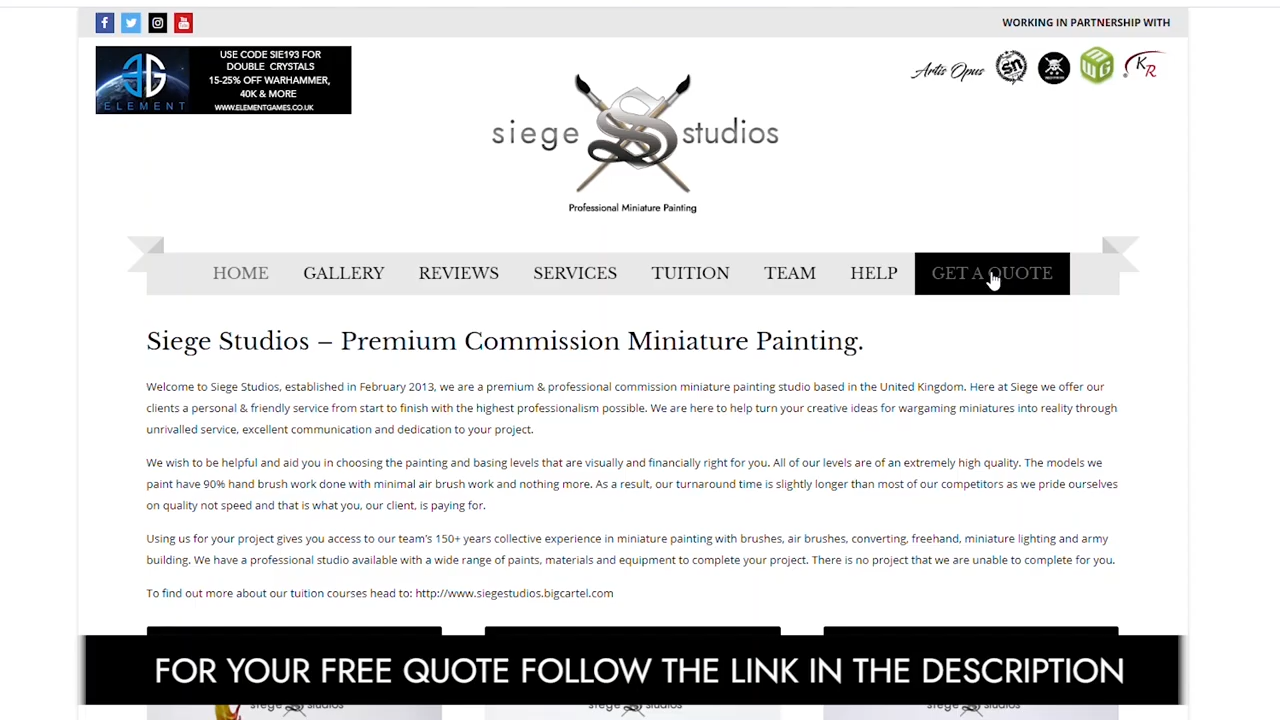 WORKING IN PARTNERSHIP WITH
USE CODE SIE193 FOR
DOUBLE CRYSTALS
15-25% OFF WARHAMMER,
40K & MORE
WWW.ELEMENTGAMES.CO.UK
ELEMENT
Artis Opus
KR
siege S studios
Professional Miniature Painting
HOME GALLERY REVIEWS SERVICES TUITION TEAM HELP GET A QUOTE
Siege Studios – Premium Commission Miniature Painting.
Welcome to Siege Studios, established in February 2013, we are a premium & professional commission miniature painting studio based in the United Kingdom. Here at Siege we offer our
clients a personal & friendly service from start to finish with the highest professionalism possible. We are here to help turn your creative ideas for wargaming miniatures into reality through
unrivalled service, excellent communication and dedication to your project.
We wish to be helpful and aid you in choosing the painting and basing levels that are visually and financially right for you. All of our levels are of an extremely high quality. The models we
paint have 90% hand brush work done with minimal air brush work and nothing more. As a result, our turnaround time is slightly longer than most of our competitors as we pride ourselves
on quality not speed and that is what you, our client, is paying for.
Using us for your project gives you access to our team's 150+ years collective experience in miniature painting with brushes, air brushes, converting, freehand, miniature lighting and army
building. We have a professional studio available with a wide range of paints, materials and equipment to complete your project. There is no project that we are unable to complete for you.
To find out more about our tuition courses head to: http://www.siegestudios.bigcartel.com
FOR YOUR FREE QUOTE FOLLOW THE LINK IN THE DESCRIPTION